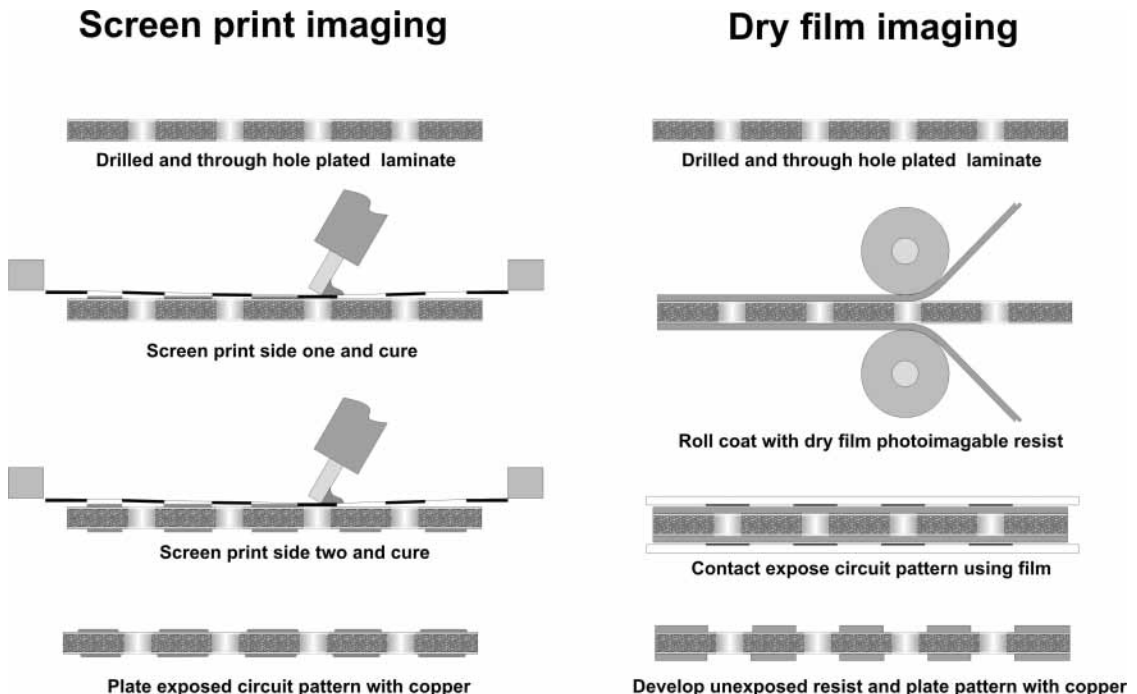 Screen print imaging
Drilled and through hole plated laminate
Screen print side one and cure
Screen print side two and cure
Plate exposed circuit pattern with copper
Dry film imaging
Drilled and through hole plated laminate
Roll coat with dry film photoimagable resist
Contact expose circuit pattern using film
Develop unexposed resist and plate pattern with copper